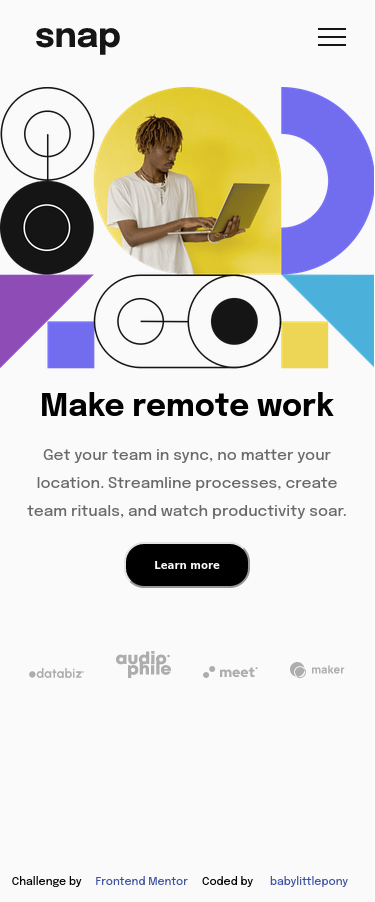 snap
Make remote work
Get your team in sync, no matter your
location. Streamline processes, create
team rituals, and watch productivity soar.
Learn more
databiz
audiophile
meet
maker
Challenge by Frontend Mentor Coded by babylittlepony